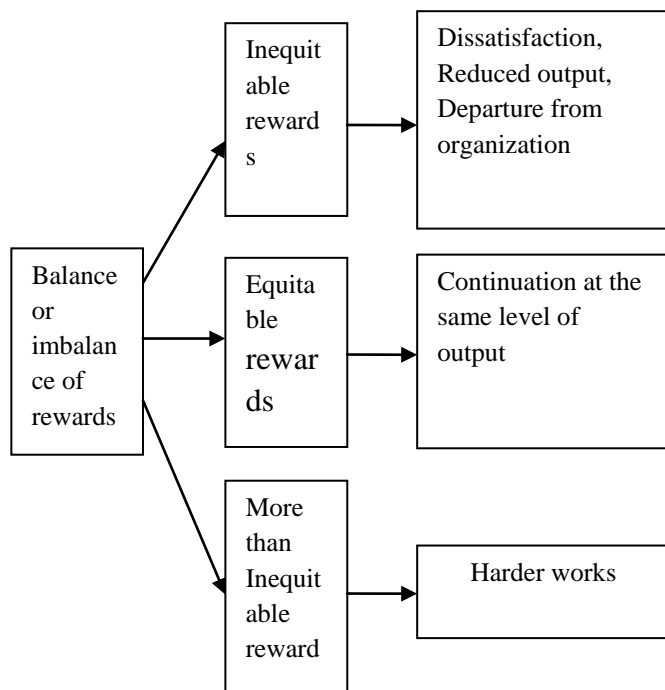 Inequit
able
reward
s
Dissatisfaction,
Reduced output,
Departure from
organization
Balance
or
imbalan
ce of
rewards
Equita
ble
rewar
ds
Continuation at the
same level of
output
More
than
Inequit
able
reward
Harder works